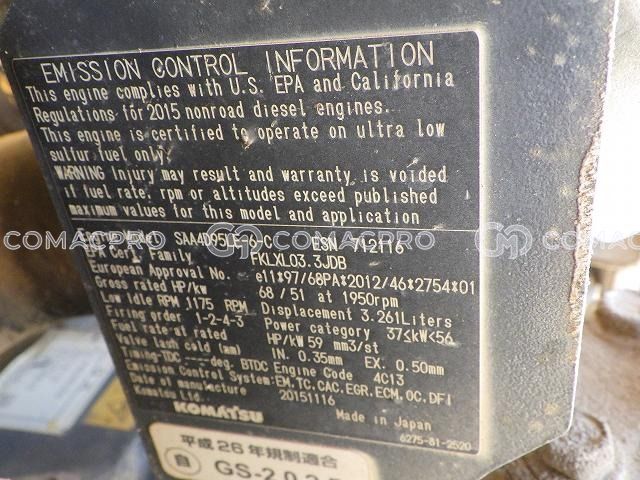 EMISSION CONTROL INFORMATION
This engine complies with U.S. EPA and California
Regulations for 2015 nonroad diesel engines.
This engine is certified to operate on ultra low
sulfur fuel only.
WARNING Injury may result and warranty is voided
if fuel rate, rpm or altitudes exceed published
maximum values for this model and application
Engine Model SAA4D95LE-6-C ESN 742116
EPA Cert. Family FKLXL03.3JDB
European Approval No. e11*97/68PA*2012/46*2754*01
Gross rated HP/kw 68/51 at 1950rpm
Low Idle RPM 1175 RPM Displacement 3.261Liters
Firing order 1-2-4-3 Power category 37≤kW<56
Fuel rate at rated HP/kW 59 mm3/st
Valve lash cold (mm) IN. 0.35mm EX. 0.50mm
Timing-TDC ---- deg. BTDC Engine Code 4C13
Emission Control System: EM,TC,CAC,EGR,ECM,OC,DFI
Date of manufacture 20151116
Komatsu Ltd.
KOMATSU Made in Japan
6275-81-2520
平成26年規制適合
自 GS-202
COMACPRO COMACPRO COMACPRO